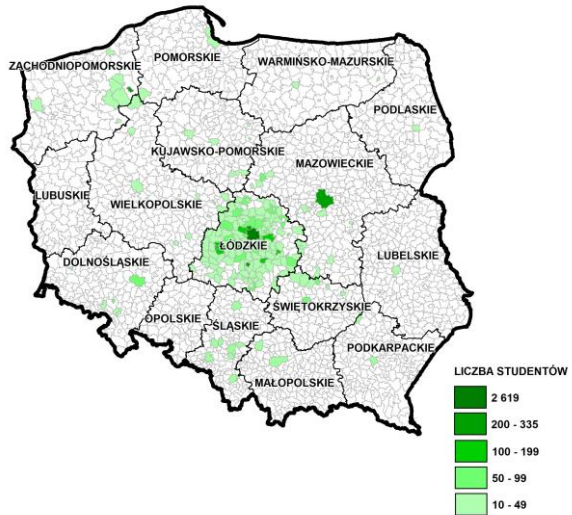 POMORSKIE
ZACHODNIOPOMORSKIE
WARMIŃSKO-MAZURSKIE
PODLASKIE
KUJAWSKO-POMORSKIE
MAZOWIECKIE
LUBUSKIE
WIELKOPOLSKIE
ŁÓDZKIE
LUBELSKIE
DOLNOŚLĄSKIE
ŚWIĘTOKRZYSKIE
OPOLSKIE
ŚLĄSKIE
PODKARPACKIE
MAŁOPOLSKIE
LICZBA STUDENTÓW
2 619
200 - 335
100 - 199
50 - 99
10 - 49